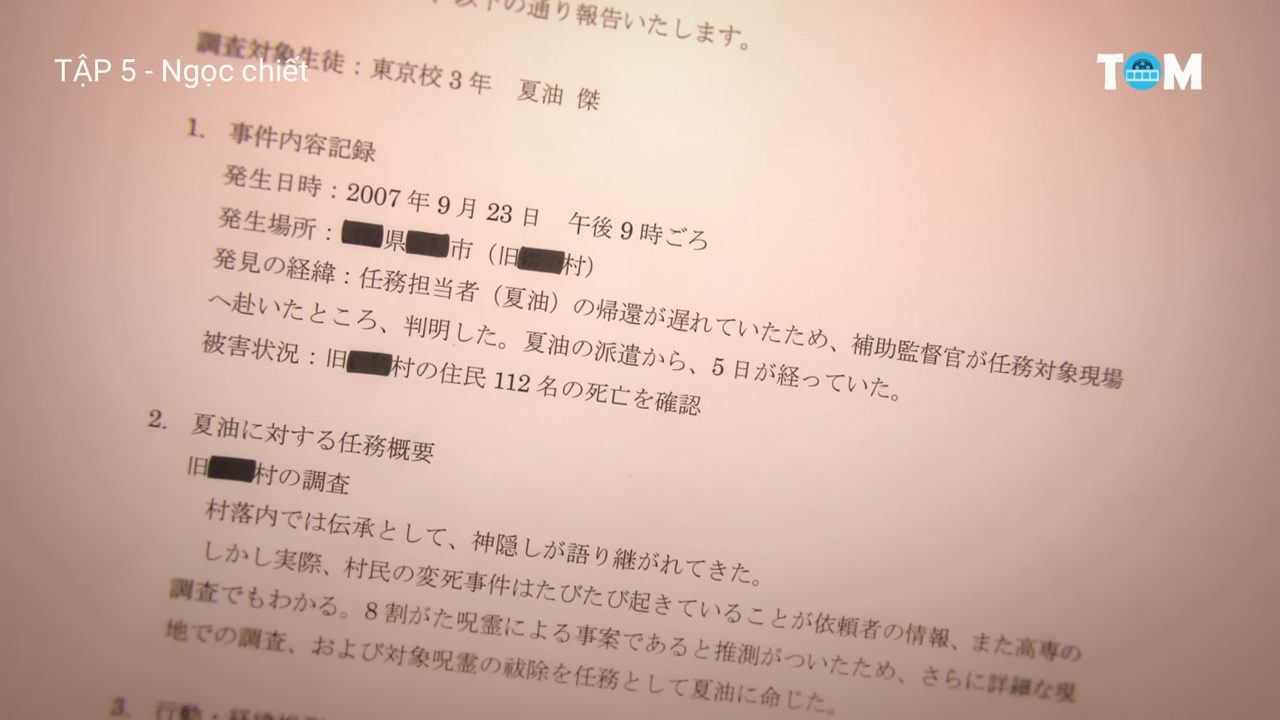 以下の通り報告いたします。
調査対象生徒：東京校3年 夏油 傑
TẬP 5 - Ngọc chiết
TOM
1. 事件内容記録
発生日時：2007年9月23日 午後9時ごろ
発生場所：県市（旧村）
発見の経緯：任務担当者（夏油）の帰還が遅れていたため、補助監督官が任務対象現場
へ赴いたところ、判明した。夏油の派遣から、5日が経っていた。
被害状況：旧村の住民112名の死亡を確認
2. 夏油に対する任務概要
旧村の調査
村落内では伝承として、神隠しが語り継がれてきた。
しかし実際、村民の変死事件はたびたび起きていることが依頼者の情報、また高専の
調査でもわかる。8割がた呪霊による事案であると推測がついたため、さらに詳細な現
地での調査、および対象呪霊の祓除を任務として夏油に命じた。
3. 行動・経緯